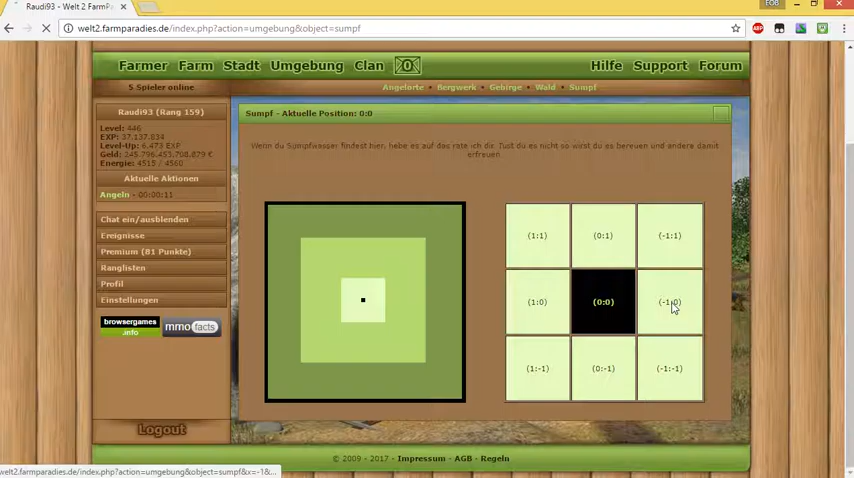 Raudi93 - Welt 2 FarmPa
FOB
welt2.farmparadies.de/index.php?action=umgebung&object=sumpf
ABP
Farmer Farm Stadt Umgebung Clan 0 Hilfe Support Forum
5 Spieler online
Angelorte • Bergwerk • Gebirge • Wald • Sumpf
Raudi93 (Rang 159)
Level: 446
EXP: 37.137.834
Level-Up: 6.473 EXP
Geld: 245.796.453.708.879 €
Energie: 4515 / 4560
Aktuelle Aktionen
Angeln - 00:00:11
Chat ein/ausblenden
Ereignisse
Premium (81 Punkte)
Ranglisten
Profil
Einstellungen
browsergames
.info
mmo facts
Logout
Sumpf - Aktuelle Position: 0:0
Wenn du Sumpfwasser findest hier, hebe es auf das rate ich dir. Tust du es nicht so wirst du es bereuen und andere damit
erfreuen.
(1:1) (0:1) (-1:1)
(1:0) (0:0) (-1:0)
(1:-1) (0:-1) (-1:-1)
© 2009 - 2017 - Impressum - AGB - Regeln
welt2.farmparadies.de/index.php?action=umgebung&object=sumpf&x=-1&...